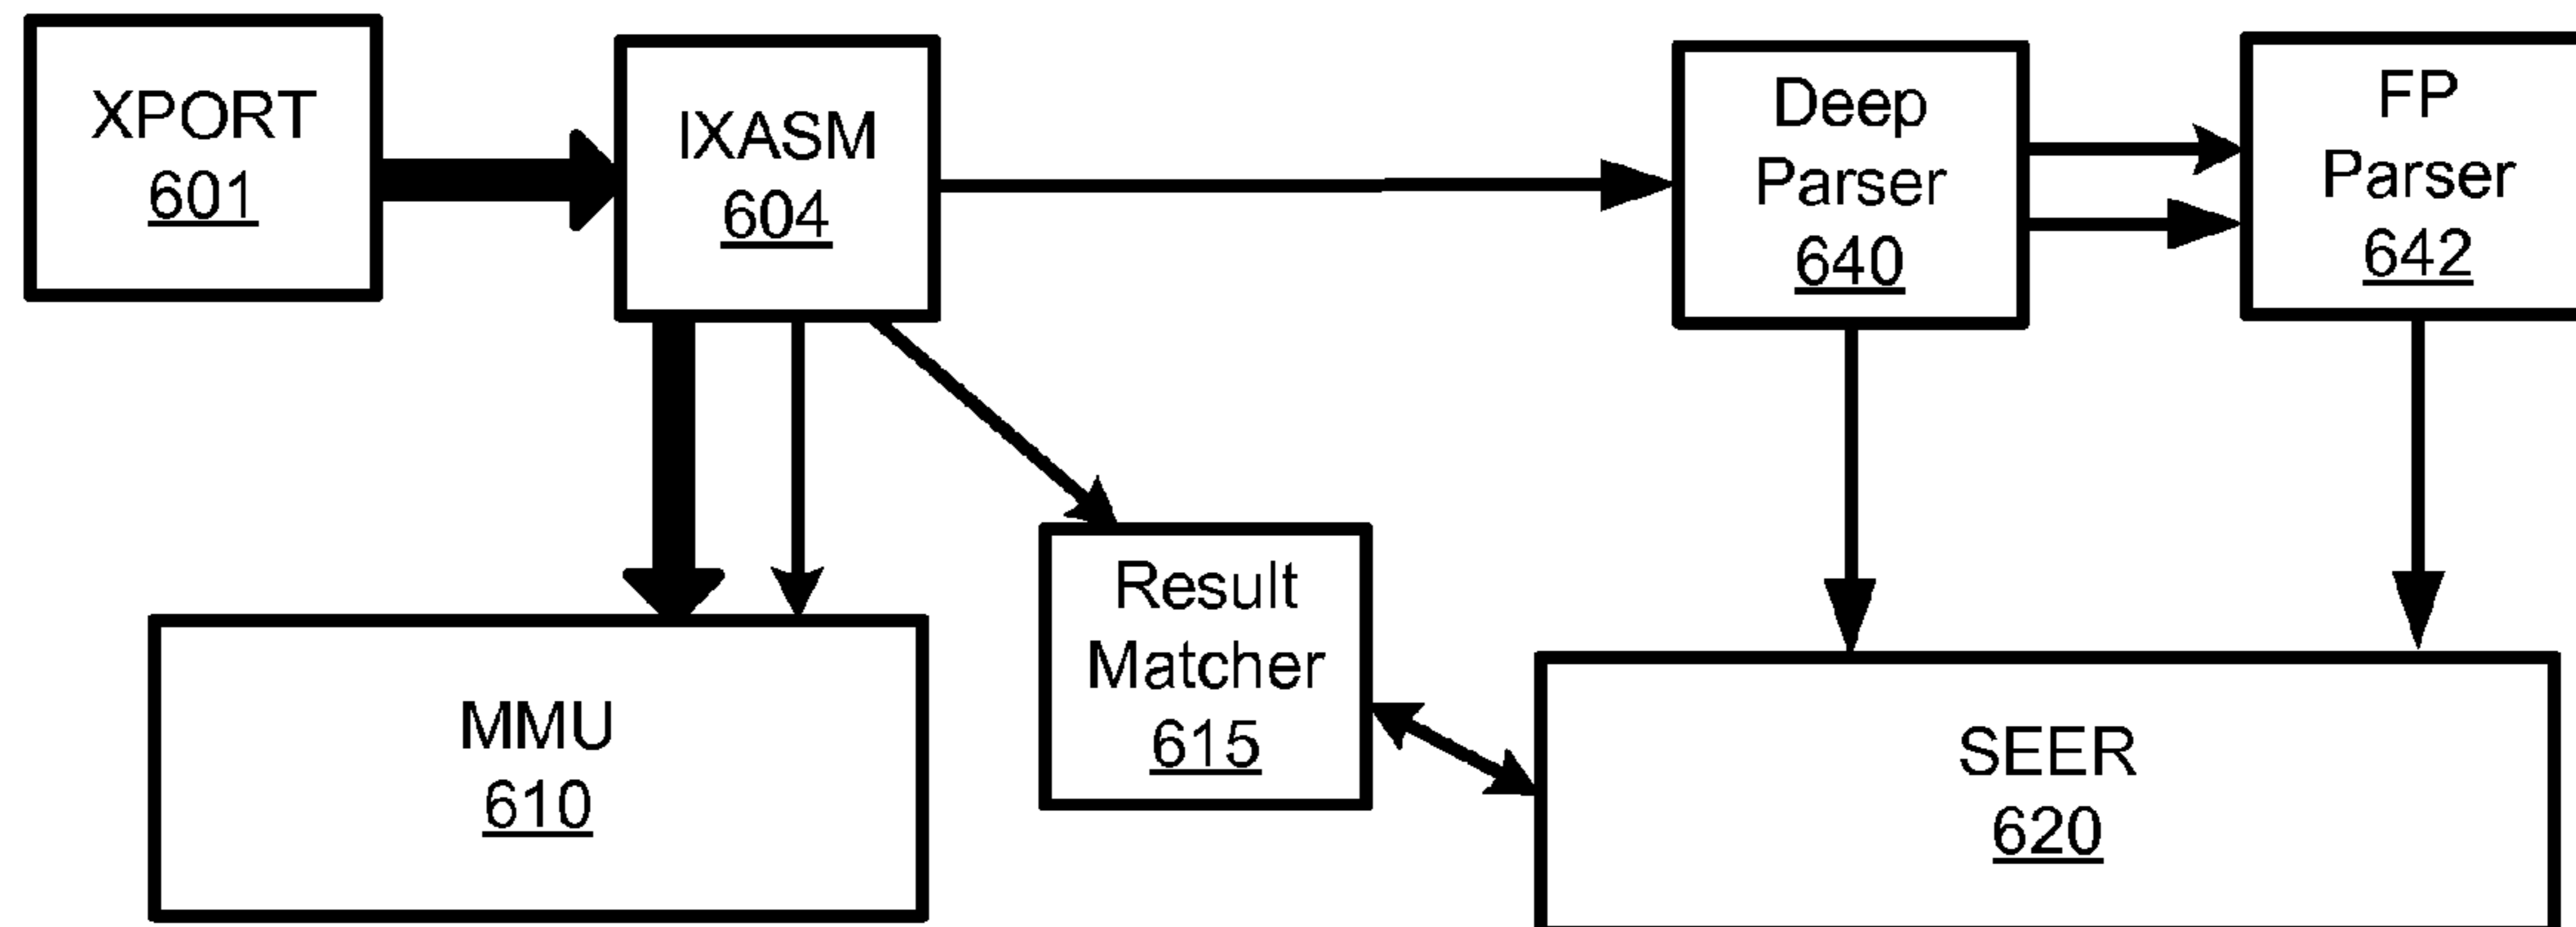 XPORT
601
IXASM
604
Deep
Parser
640
FP
Parser
642
Result
Matcher
615
MMU
610
SEER
620